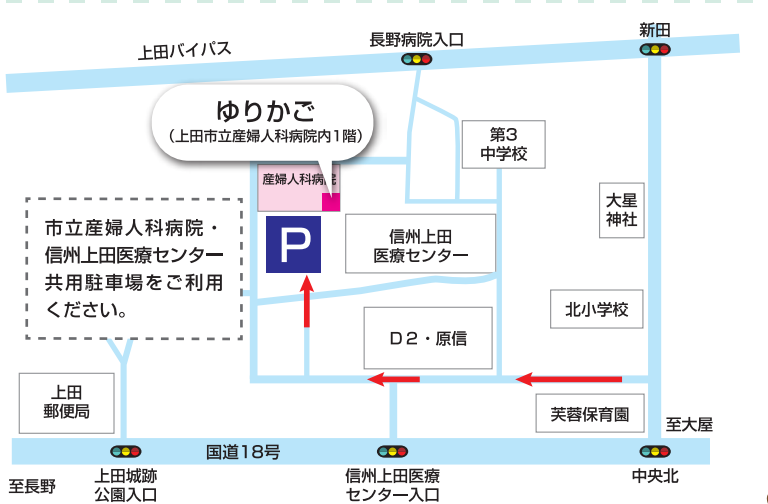 新田
長野病院入口
上田バイパス
ゆりかご
（上田市立産婦人科病院内1階）
第3
中学校
産婦人科病院
大星
神社
市立産婦人科病院・
信州上田医療センター
共用駐車場をご利用
ください。
P
信州上田
医療センター
北小学校
D2・原信
上田
郵便局
芙蓉保育園
至大屋
国道18号
至長野
上田城跡
公園入口
信州上田医療
センター入口
中央北